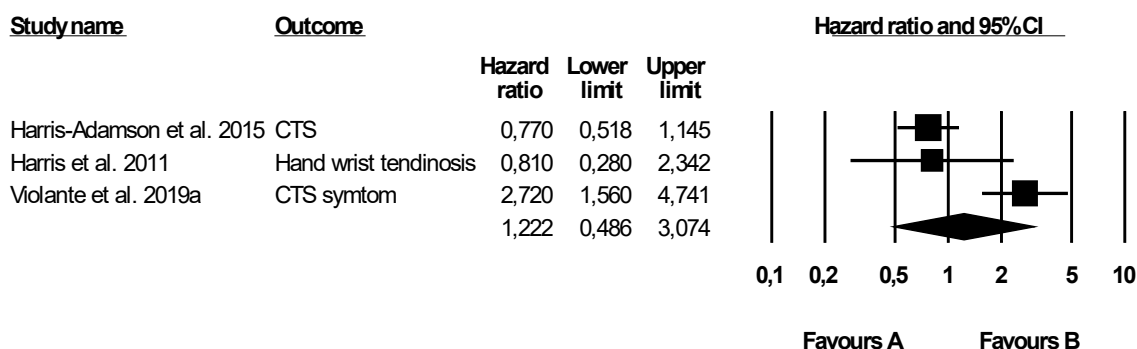 Study name Outcome Hazard ratio and 95% CI
Hazard ratio Lower limit Upper limit
Harris-Adamson et al. 2015 CTS 0,770 0,518 1,145
Harris et al. 2011 Hand wrist tendinosis 0,810 0,280 2,342
Violante et al. 2019a CTS symtom 2,720 1,560 4,741
1,222 0,486 3,074
0,1 0,2 0,5 1 2 5 10
Favours A Favours B